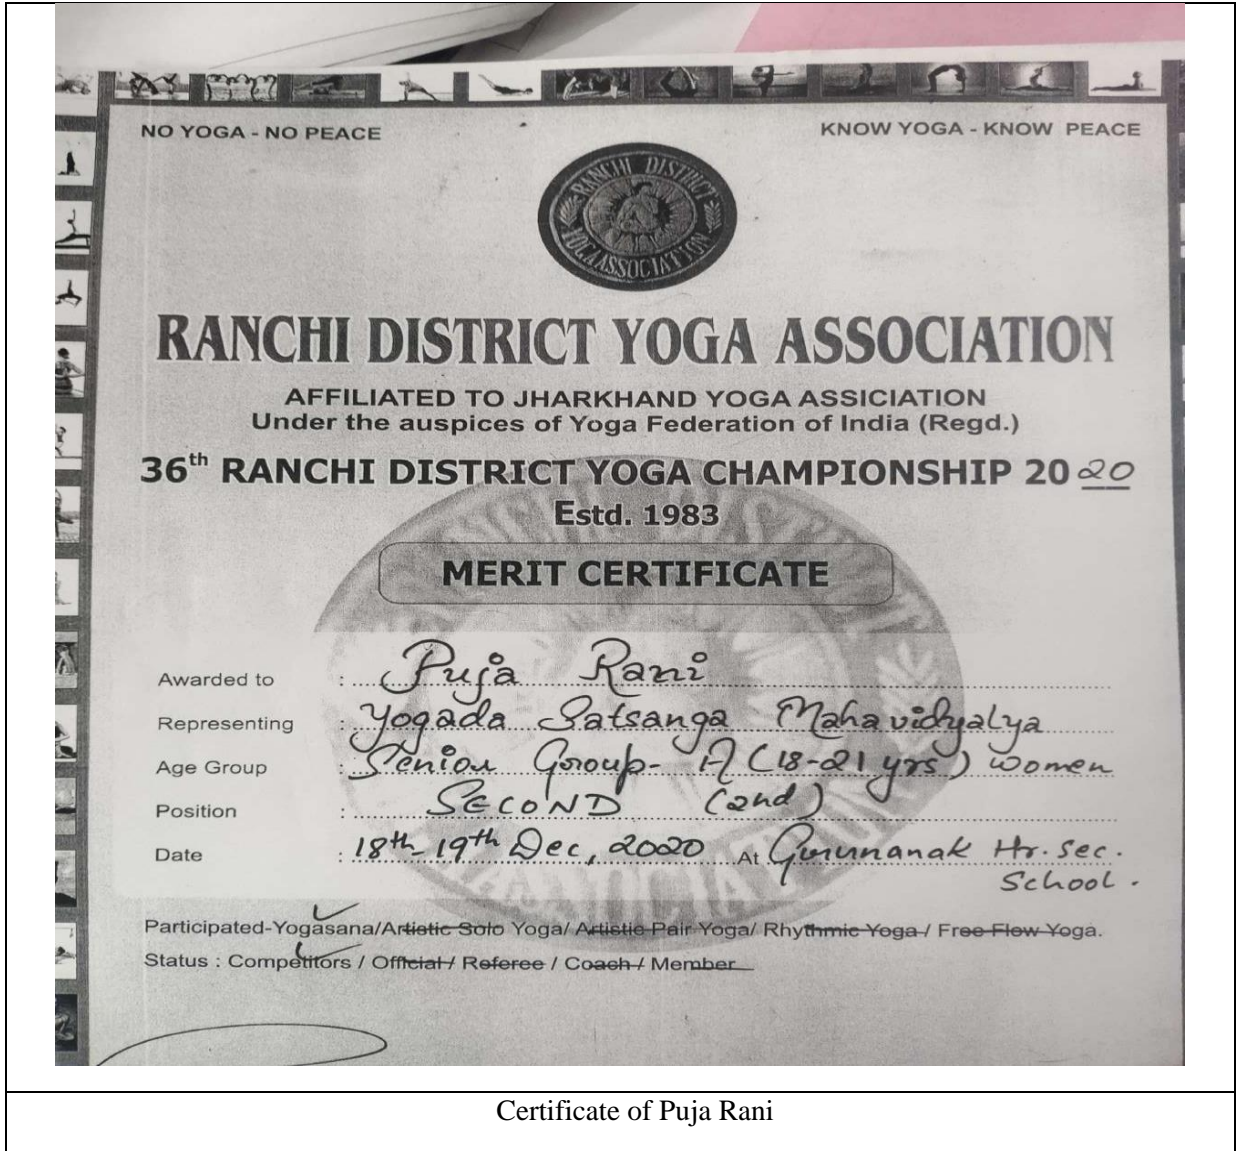 NO YOGA - NO PEACE
KNOW YOGA - KNOW PEACE
RANCHI DISTRICT
YOGA ASSOCIATION
RANCHI DISTRICT YOGA ASSOCIATION
AFFILIATED TO JHARKHAND YOGA ASSICIATION
Under the auspices of Yoga Federation of India (Regd.)
36th RANCHI DISTRICT YOGA CHAMPIONSHIP 2020
Estd. 1983
MERIT CERTIFICATE
Awarded to : Puja Rani
Representing : Yogada Satsanga Mahavidyalya
Age Group : Senior Group- A (18-21 yrs) Women
Position : SECOND (2nd)
Date : 18th-19th Dec, 2020 At Gurunanak Hr. Sec.
School.
Participated-Yogasana/Artistic Solo Yoga/ Artistic Pair Yoga/ Rhythmic Yoga / Free Flow Yoga.
Status : Competitors / Official / Referee / Coach / Member
Certificate of Puja Rani